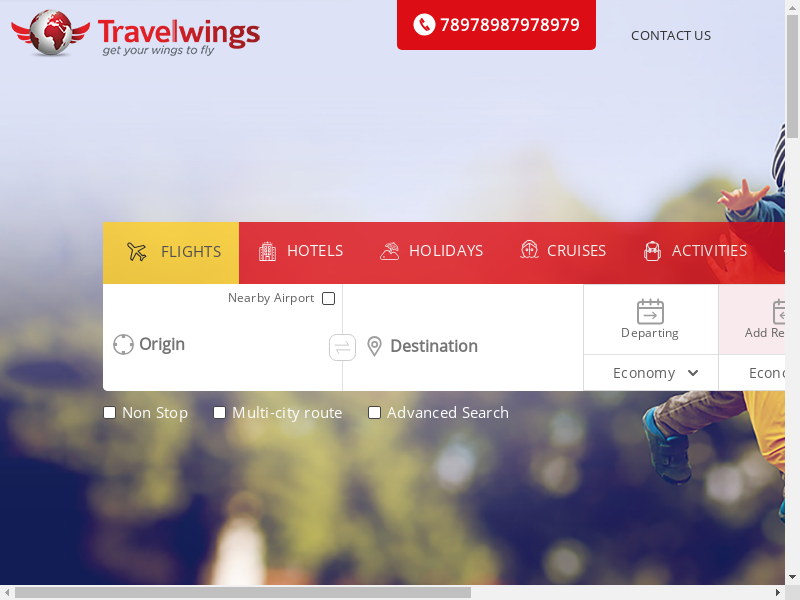 Travelwings
get your wings to fly
78978987978979
CONTACT US
FLIGHTS
HOTELS
HOLIDAYS
CRUISES
ACTIVITIES
Nearby Airport
Origin
Destination
Departing
Add Re
Economy
Econo
Non Stop
Multi-city route
Advanced Search